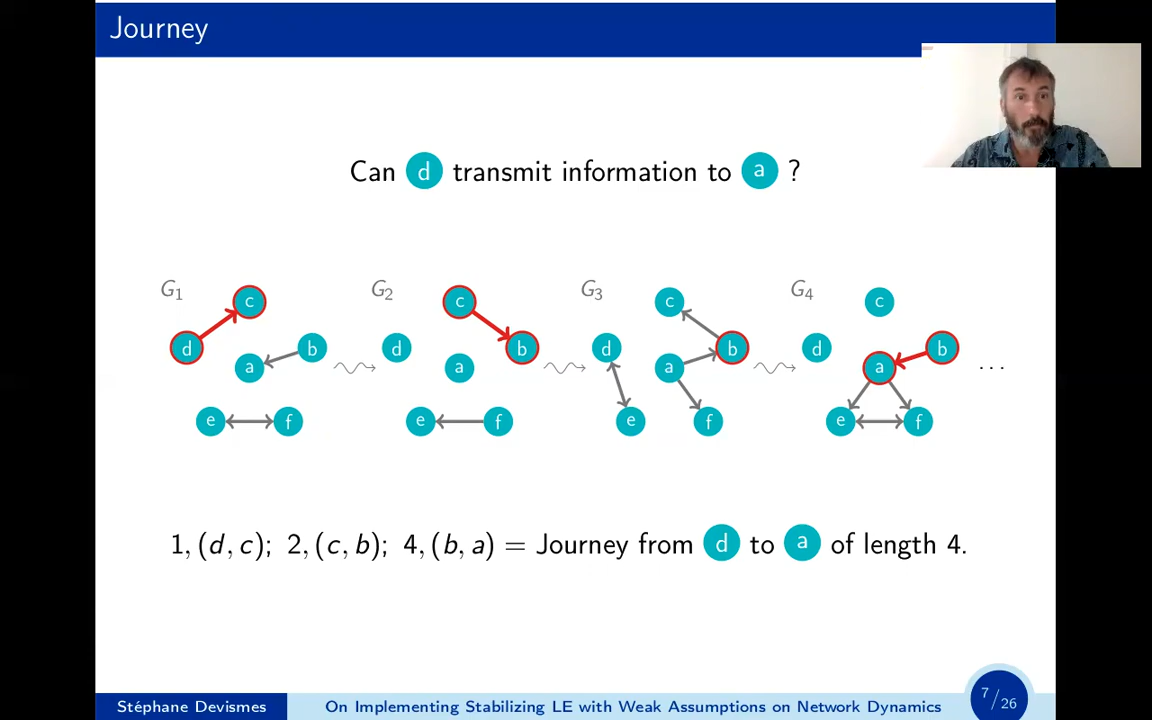 Journey
Can d transmit information to a ?
G1 c d b a e f
G2 c d b a e f
G3 c d b a e f
G4 c d b a e f
...
1, (d, c); 2, (c, b); 4, (b, a) = Journey from d to a of length 4.
Stéphane Devismes
On Implementing Stabilizing LE with Weak Assumptions on Network Dynamics
7/26